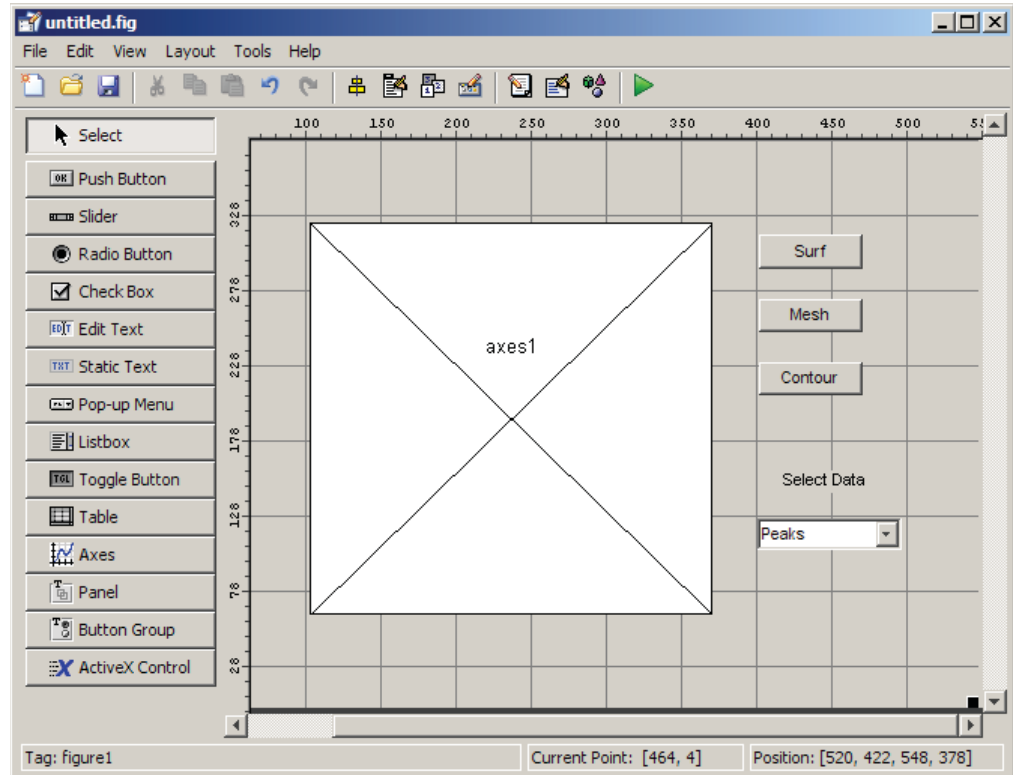 untitled.fig
File Edit View Layout Tools Help
Select
Push Button
Slider
Radio Button
Check Box
Edit Text
Static Text
Pop-up Menu
Listbox
Toggle Button
Table
Axes
Panel
Button Group
ActiveX Control
100 150 200 250 300 350 400 450 500
328
278
228
178
128
78
28
axes1
Surf
Mesh
Contour
Select Data
Peaks
Tag: figure1
Current Point: [464, 4]
Position: [520, 422, 548, 378]